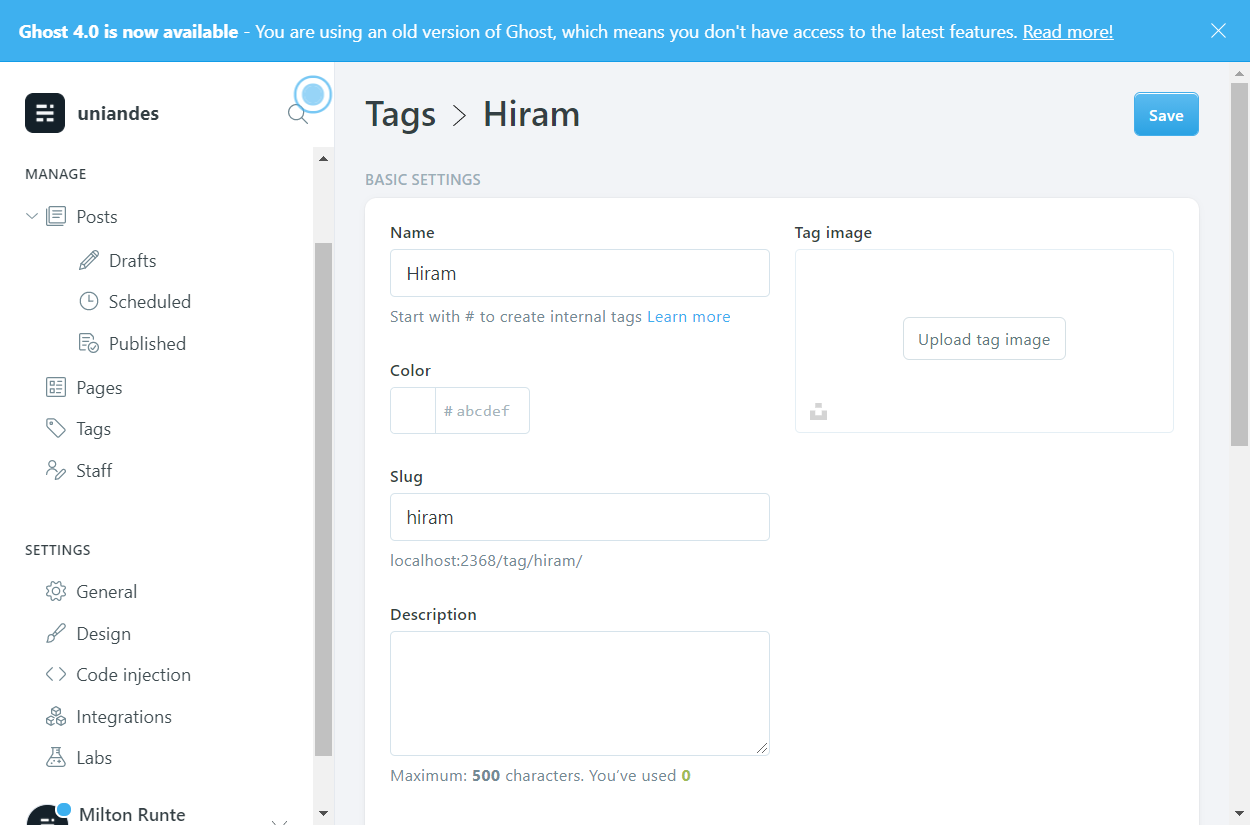 Ghost 4.0 is now available - You are using an old version of Ghost, which means you don't have access to the latest features. Read more!
uniandes
MANAGE
Posts
Drafts
Scheduled
Published
Pages
Tags
Staff
SETTINGS
General
Design
Code injection
Integrations
Labs
Milton Runte
Tags > Hiram
Save
BASIC SETTINGS
Name
Hiram
Start with # to create internal tags Learn more
Color
# abcdef
Slug
hiram
localhost:2368/tag/hiram/
Description
Maximum: 500 characters. You’ve used 0
Tag image
Upload tag image